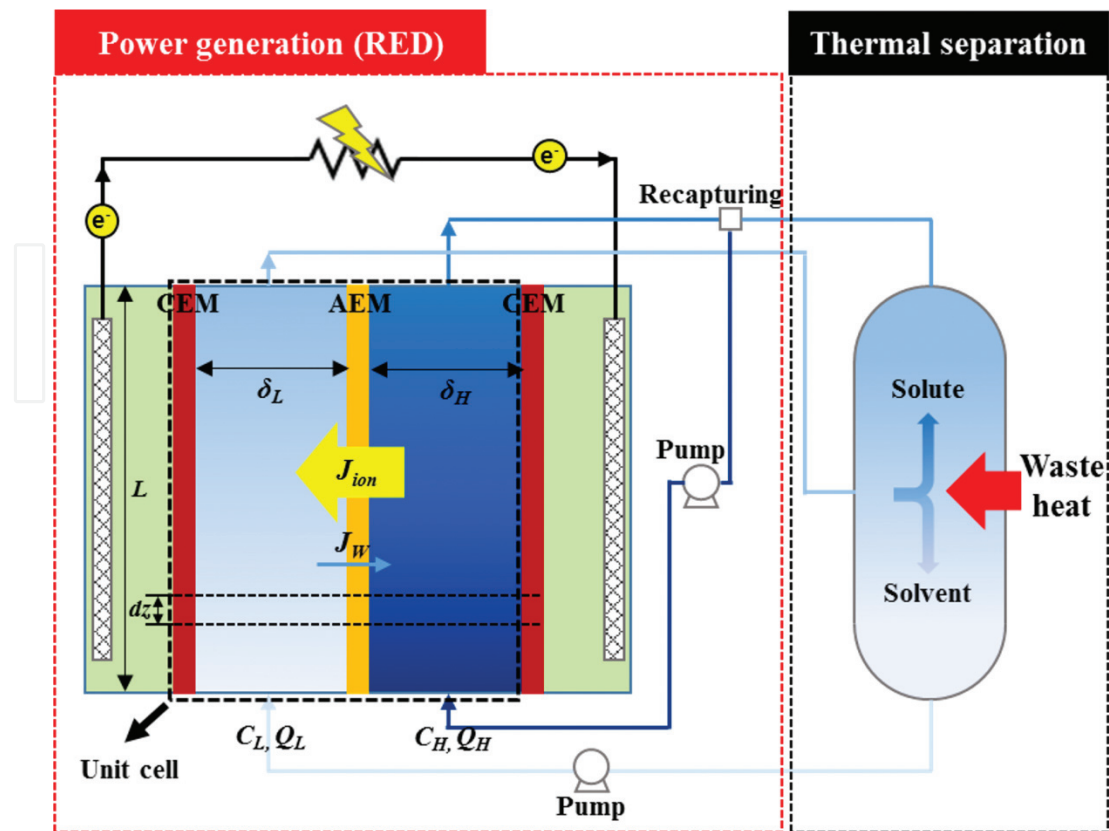 Power generation (RED)
Thermal separation
e-
e-
Recapturing
CEM
AEM
CEM
δL
δH
Solute
Pump
Jion
L
Waste
heat
JW
Solvent
dz
CL, QL
CH, QH
Unit cell
Pump